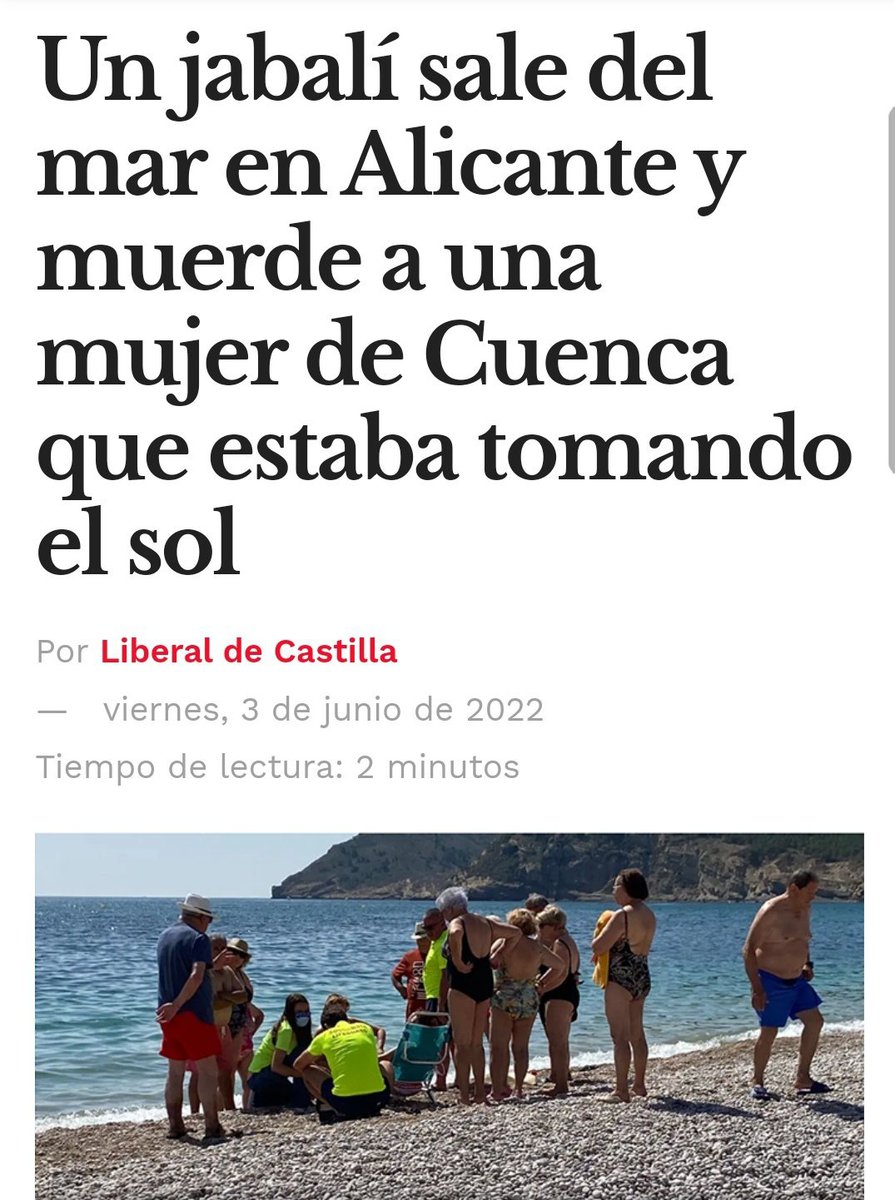 Un jabalí sale del
mar en Alicante y
muerde a una
mujer de Cuenca
que estaba tomando
el sol
Por Liberal de Castilla
— viernes, 3 de junio de 2022
Tiempo de lectura: 2 minutos